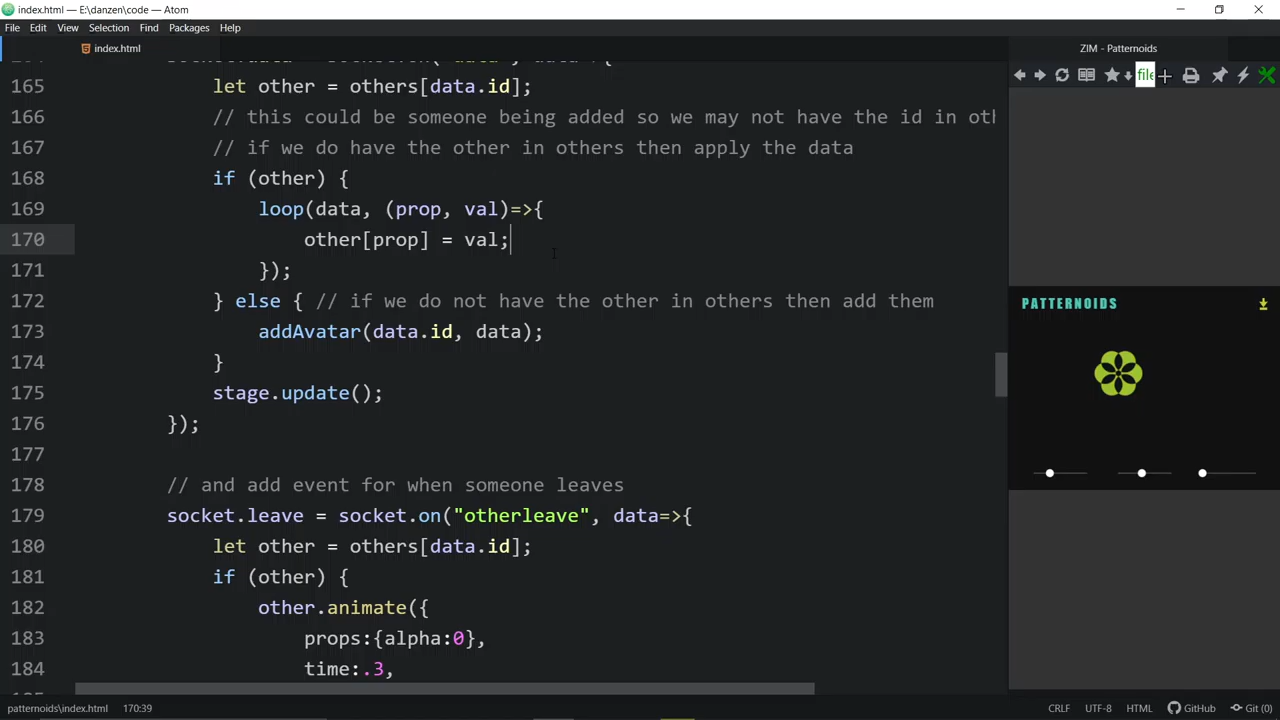 index.html — E:\danzen\code — Atom
File Edit View Selection Find Packages Help
index.html
ZIM - Patternoids
165 let other = others[data.id];
166 // this could be someone being added so we may not have the id in oth
167 // if we do have the other in others then apply the data
168 if (other) {
169 loop(data, (prop, val)=>{
170 other[prop] = val;
171 });
172 } else { // if we do not have the other in others then add them
173 addAvatar(data.id, data);
174 }
175 stage.update();
176 });
177
178 // and add event for when someone leaves
179 socket.leave = socket.on("otherleave", data=>{
180 let other = others[data.id];
181 if (other) {
182 other.animate({
183 props:{alpha:0},
184 time:.3,
file
PATTERNOIDS
patternoids\index.html 170:39 CRLF UTF-8 HTML GitHub Git (0)